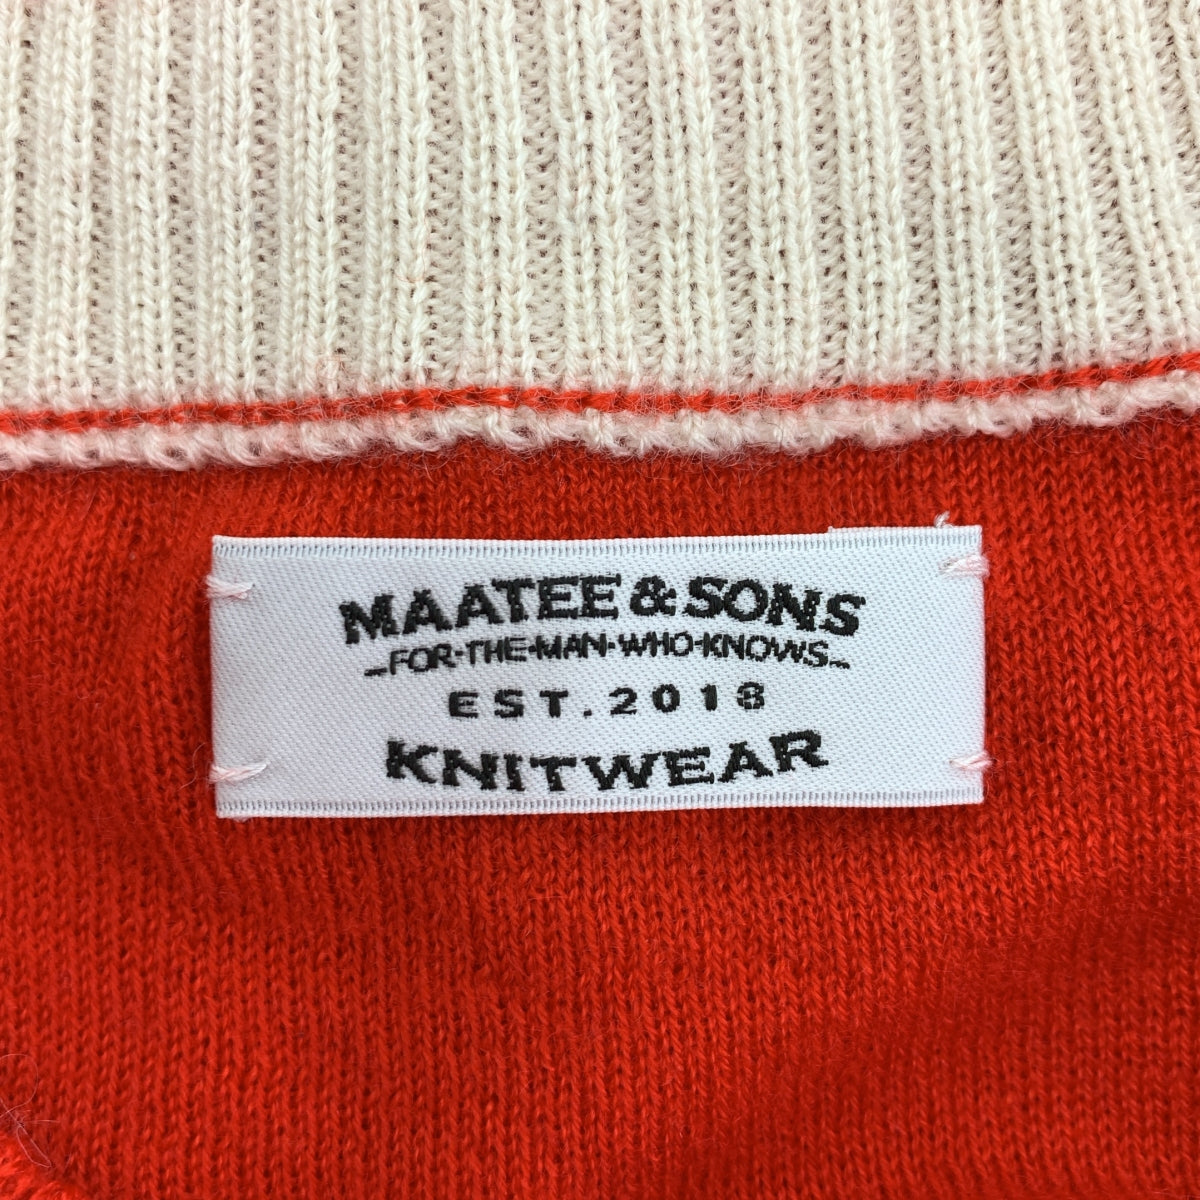 MAATEE&SONS
FOR·THE·MAN·WHO·KNOWS
EST.2018
KNITWEAR